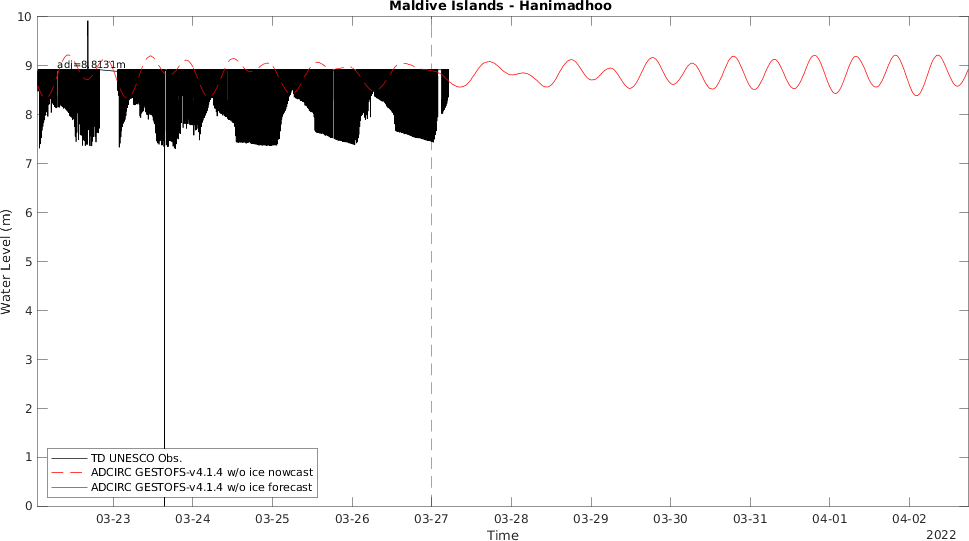 Maldive Islands - Hanimadhoo
10
9
8
7
6
5
4
3
2
1
0
Water Level (m)
adj=8.8131m
TD UNESCO Obs.
ADCIRC GESTOFS-v4.1.4 w/o ice nowcast
ADCIRC GESTOFS-v4.1.4 w/o ice forecast
03-23 03-24 03-25 03-26 03-27 03-28 03-29 03-30 03-31 04-01 04-02
Time
2022